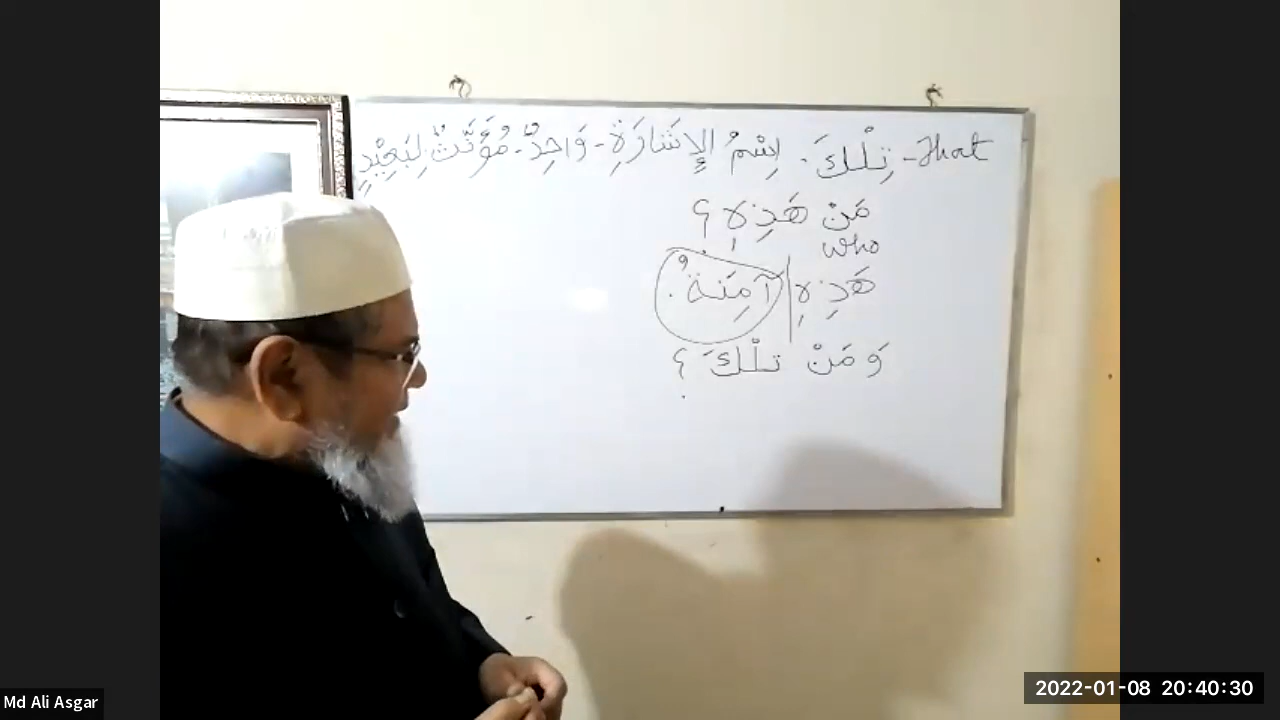 That - تِلْكَ. اِسْمُ الإِشَارَةِ - وَاحِدٌ - مُؤَنَّثٌ لِبَعِيْدٍ
مَنْ هَذِهِ ؟
who
هَذِهِ آمِنَةُ.
وَ مَنْ تِلْكَ ؟
Md Ali Asgar
2022-01-08 20:40:30